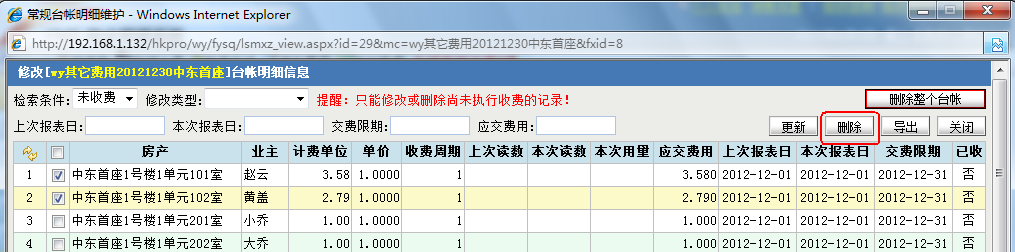 常规台帐明细维护 - Windows Internet Explorer
http://192.168.1.132/hkpro/wy/fysq/lsmxz_view.aspx?id=29&mc=wy其它费用20121230中东首座&fxid=8
修改[wy其它费用20121230中东首座]台帐明细信息
检索条件: 未收费 修改类型: 提醒：只能修改或删除尚未执行收费的记录！ 删除整个台帐
上次报表日: 本次报表日: 交费限期: 应交费用: 更新 删除 导出 关闭
房产 业主 计费单位 单价 收费周期 上次读数 本次读数 本次用量 应交费用 上次报表日 本次报表日 交费限期 已收
1 中东首座1号楼1单元101室 赵云 3.58 1.0000 1 3.580 2012-12-01 2012-12-01 2012-12-31 否
2 中东首座1号楼1单元102室 黄盖 2.79 1.0000 1 2.790 2012-12-01 2012-12-01 2012-12-31 否
3 中东首座1号楼1单元201室 小乔 1.00 1.0000 1 1.000 2012-12-01 2012-12-01 2012-12-31 否
4 中东首座1号楼1单元202室 大乔 1.00 1.0000 1 1.000 2012-12-01 2012-12-01 2012-12-31 否